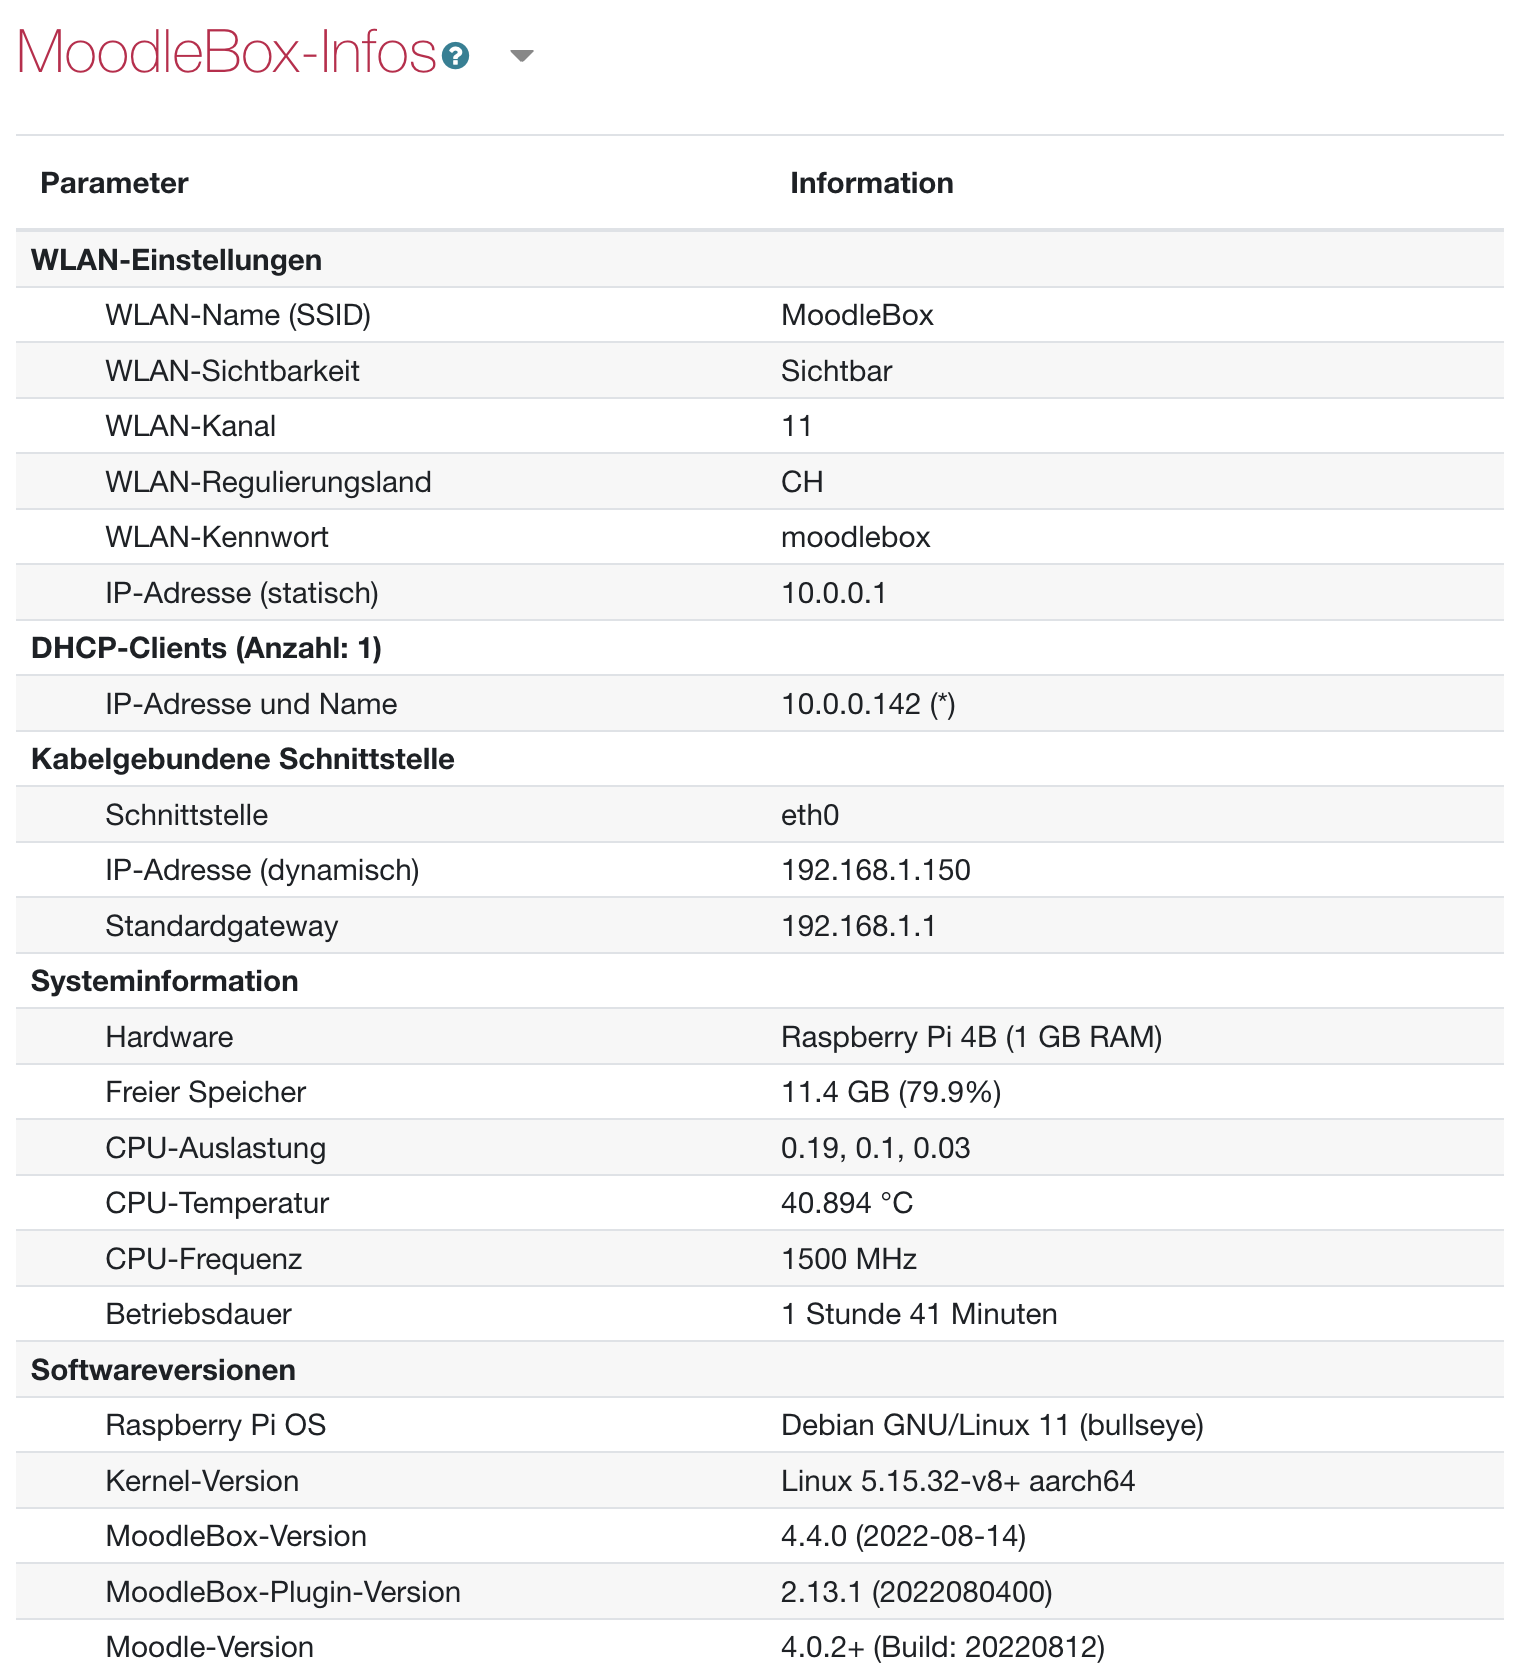 MoodleBox-Infos
Parameter Information
WLAN-Einstellungen
WLAN-Name (SSID) MoodleBox
WLAN-Sichtbarkeit Sichtbar
WLAN-Kanal 11
WLAN-Regulierungsland CH
WLAN-Kennwort moodlebox
IP-Adresse (statisch) 10.0.0.1
DHCP-Clients (Anzahl: 1)
IP-Adresse und Name 10.0.0.142 (*)
Kabelgebundene Schnittstelle
Schnittstelle eth0
IP-Adresse (dynamisch) 192.168.1.150
Standardgateway 192.168.1.1
Systeminformation
Hardware Raspberry Pi 4B (1 GB RAM)
Freier Speicher 11.4 GB (79.9%)
CPU-Auslastung 0.19, 0.1, 0.03
CPU-Temperatur 40.894 °C
CPU-Frequenz 1500 MHz
Betriebsdauer 1 Stunde 41 Minuten
Softwareversionen
Raspberry Pi OS Debian GNU/Linux 11 (bullseye)
Kernel-Version Linux 5.15.32-v8+ aarch64
MoodleBox-Version 4.4.0 (2022-08-14)
MoodleBox-Plugin-Version 2.13.1 (2022080400)
Moodle-Version 4.0.2+ (Build: 20220812)